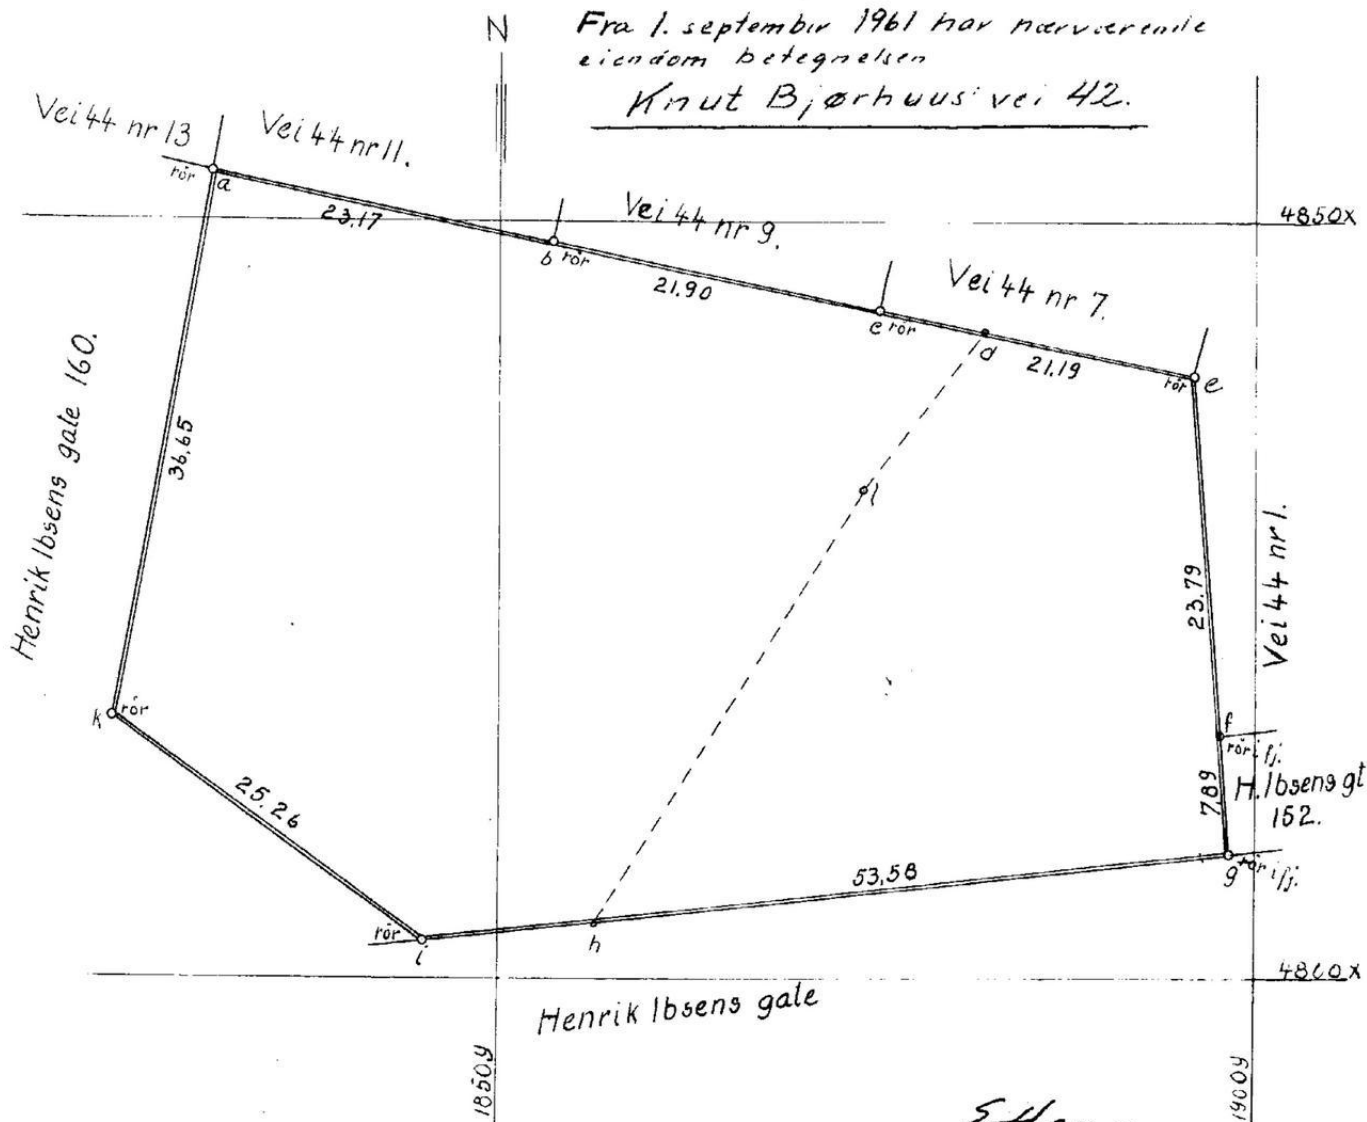 N
Fra 1. september 1961 har nærværende
eiendom betegnelsen
Knut Bjørhuus' vei 42.
Vei 44 nr 13
Vei 44 nr 11.
rör
a
23,17
Vei 44 nr 9.
4850X
b rör
21,90
Vei 44 nr 7.
c rör
d
21,19
rör
e
Henrik Ibsens gate 160.
36,65
l
Vei 44 nr 1.
23,79
k
rör
f
rör i fj.
25,26
7,89
H. Ibsens gt
152.
53,58
g
rör i fj.
rör
i
h
4800X
Henrik Ibsens gate
1850y
1900y